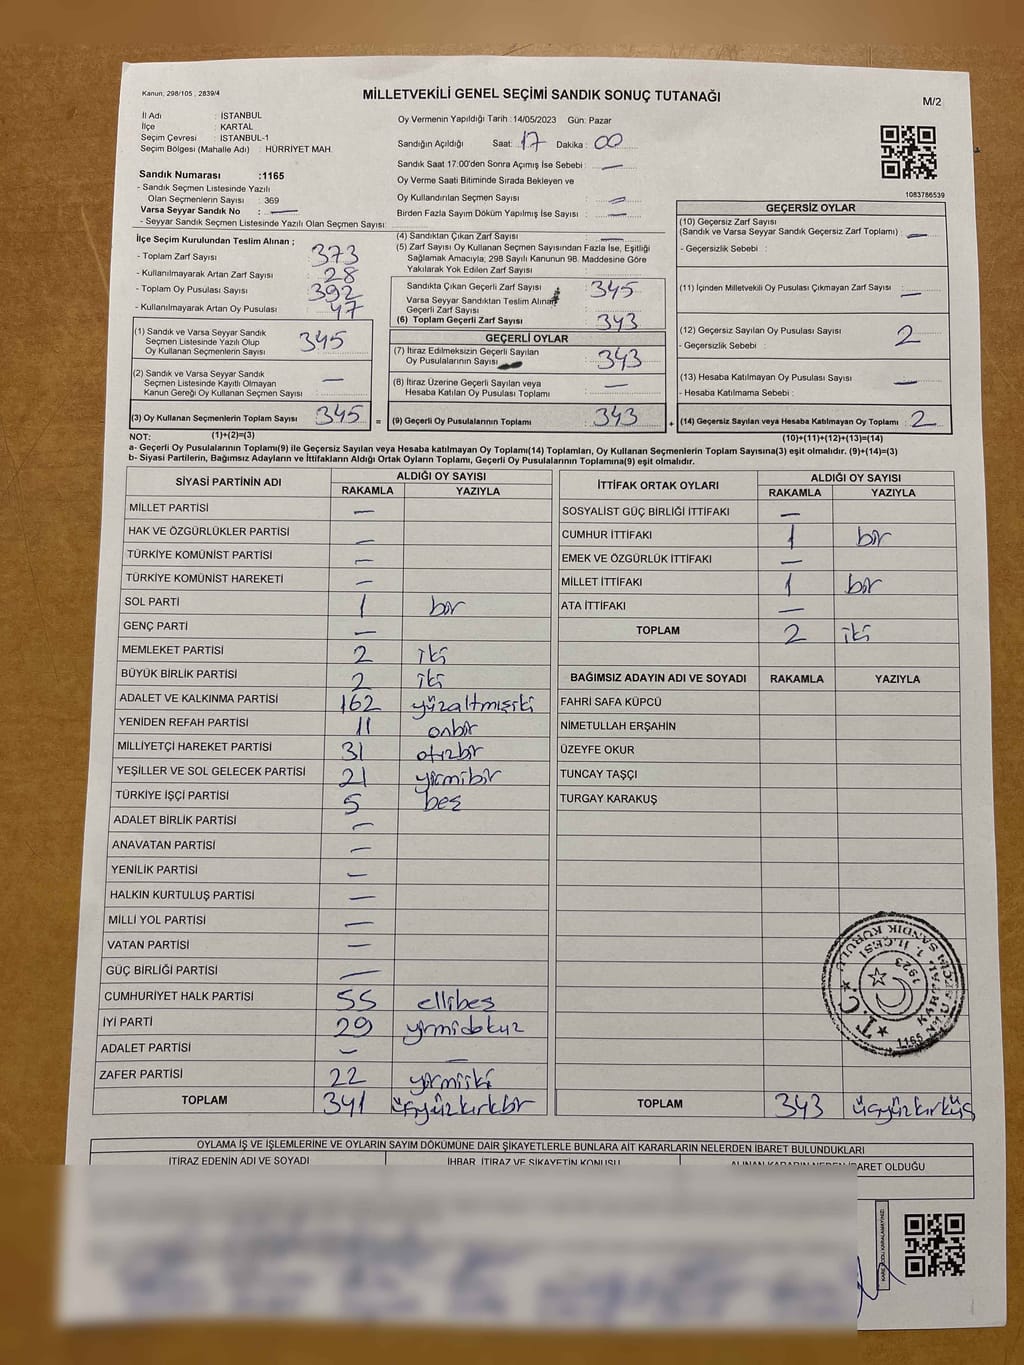 Kanun, 298/105 , 2839/4
MİLLETVEKİLİ GENEL SEÇİMİ SANDIK SONUÇ TUTANAĞI
M/2
İl Adı : İSTANBUL
İlçe : KARTAL
Seçim Çevresi : İSTANBUL-1
Seçim Bölgesi (Mahalle Adı) : HÜRRİYET MAH.
Oy Vermenin Yapıldığı Tarih :14/05/2023 Gün: Pazar
Sandığın Açıldığı Saat: 17 Dakika : 00
Sandık Saat 17:00'den Sonra Açımış İse Sebebi : —
Oy Verme Saati Bitiminde Sırada Bekleyen ve
Oy Kullandırılan Seçmen Sayısı : —
Birden Fazla Sayım Döküm Yapılmış İse Sayısı : —
1083786539
Sandık Numarası :1165
- Sandık Seçmen Listesinde Yazılı
Olan Seçmenlerin Sayısı : 369
Varsa Seyyar Sandık No : —
- Seyyar Sandık Seçmen Listesinde Yazılı Olan Seçmen Sayısı:
İlçe Seçim Kurulundan Teslim Alınan ;
- Toplam Zarf Sayısı 373
- Kullanılmayarak Artan Zarf Sayısı : 28
- Toplam Oy Pusulası Sayısı : 392
- Kullanılmayarak Artan Oy Pusulası : 47
(1) Sandık ve Varsa Seyyar Sandık
Seçmen Listesinde Yazılı Olup
Oy Kullanan Seçmenlerin Sayısı 345
(2) Sandık ve Varsa Seyyar Sandık
Seçmen Listesinde Kayıtlı Olmayan
Kanun Gereği Oy Kullanan Seçmen Sayısı —
(3) Oy Kullanan Seçmenlerin Toplam Sayısı 345
(1)+(2)=(3)
(4) Sandıktan Çıkan Zarf Sayısı : —
(5) Zarf Sayısı Oy Kullanan Seçmen Sayısından Fazla İse, Eşitliği
Sağlamak Amacıyla; 298 Sayılı Kanunun 98. Maddesine Göre
Yakılarak Yok Edilen Zarf Sayısı :
Sandıkta Çıkan Geçerli Zarf Sayısı : 345
Varsa Seyyar Sandıktan Teslim Alınan
Geçerli Zarf Sayısı :
(6) Toplam Geçerli Zarf Sayısı 343
GEÇERLİ OYLAR
(7) İtiraz Edilmeksizin Geçerli Sayılan
Oy Pusulalarının Sayısı 343
(8) İtiraz Üzerine Geçerli Sayılan veya
Hesaba Katılan Oy Pusulası Toplamı —
= (9) Geçerli Oy Pusulalarının Toplamı 343
GEÇERSİZ OYLAR
(10) Geçersiz Zarf Sayısı
(Sandık ve Varsa Seyyar Sandık Geçersiz Zarf Toplamı) : —
- Geçersizlik Sebebi :
(11) İçinden Milletvekili Oy Pusulası Çıkmayan Zarf Sayısı : —
(12) Geçersiz Sayılan Oy Pusulası Sayısı : 2
- Geçersizlik Sebebi :
(13) Hesaba Katılmayan Oy Pusulası Sayısı : —
- Hesaba Katılmama Sebebi :
+ (14) Geçersiz Sayılan veya Hesaba Katılmayan Oy Toplamı : 2
(10)+(11)+(12)+(13)=(14)
NOT:
a- Geçerli Oy Pusulalarının Toplamı(9) ile Geçersiz Sayılan veya Hesaba katılmayan Oy Toplamı(14) Toplamları, Oy Kullanan Seçmenlerin Toplam Sayısına(3) eşit olmalıdır. (9)+(14)=(3)
b- Siyasi Partilerin, Bağımsız Adayların ve İttifakların Aldığı Oy Ortak Oyların Toplamı, Geçerli Oy Pusulalarının Toplamına(9) eşit olmalıdır.
SİYASİ PARTİNİN ADI ALDIĞI OY SAYISI
RAKAMLA YAZIYLA
MİLLET PARTİSİ —
HAK VE ÖZGÜRLÜKLER PARTİSİ —
TÜRKİYE KOMÜNİST PARTİSİ —
TÜRKİYE KOMÜNİST HAREKETİ —
SOL PARTİ 1 bir
GENÇ PARTİ —
MEMLEKET PARTİSİ 2 iki
BÜYÜK BİRLİK PARTİSİ 2 iki
ADALET VE KALKINMA PARTİSİ 162 yüzaltmışiki
YENİDEN REFAH PARTİSİ 11 onbir
MİLLİYETÇİ HAREKET PARTİSİ 31 otuzbir
YEŞİLLER VE SOL GELECEK PARTİSİ 21 yirmibir
TÜRKİYE İŞÇİ PARTİSİ 5 beş
ADALET BİRLİK PARTİSİ —
ANAVATAN PARTİSİ —
YENİLİK PARTİSİ —
HALKIN KURTULUŞ PARTİSİ —
MİLLİ YOL PARTİSİ —
VATAN PARTİSİ —
GÜÇ BİRLİĞİ PARTİSİ —
CUMHURİYET HALK PARTİSİ 55 ellibeş
İYİ PARTİ 29 yirmidokuz
ADALET PARTİSİ — —
ZAFER PARTİSİ 22 yirmiiki
TOPLAM 341 üçyüzkırkbir
İTTİFAK ORTAK OYLARI ALDIĞI OY SAYISI
RAKAMLA YAZIYLA
SOSYALİST GÜÇ BİRLİĞİ İTTİFAKI —
CUMHUR İTTİFAKI 1 bir
EMEK VE ÖZGÜRLÜK İTTİFAKI —
MİLLET İTTİFAKI 1 bir
ATA İTTİFAKI —
TOPLAM 2 iki
BAĞIMSIZ ADAYIN ADI VE SOYADI RAKAMLA YAZIYLA
FAHRİ SAFA KÜPCÜ
NİMETULLAH ERŞAHİN
ÜZEYFE OKUR
TUNCAY TAŞÇI
TURGAY KARAKUŞ
T.C.
KARTAL 1. İLÇESİ
1165 NO.LU SEÇİM SANDIK KURULU
1923
TOPLAM 343 üçyüzkırküç
OYLAMA İŞ VE İŞLEMLERİNE VE OYLARIN SAYIM DÖKÜMÜNE DAİR ŞİKAYETLERLE BUNLARA AİT KARARLARIN NELERDEN İBARET BULUNDUKLARI
İTİRAZ EDENİN ADI VE SOYADI İHBAR, İTİRAZ VE ŞİKAYETİN KONUSU ALINAN KARARIN NEDEN İBARET OLDUĞU
KARE KODU KARALAMAYINIZ!